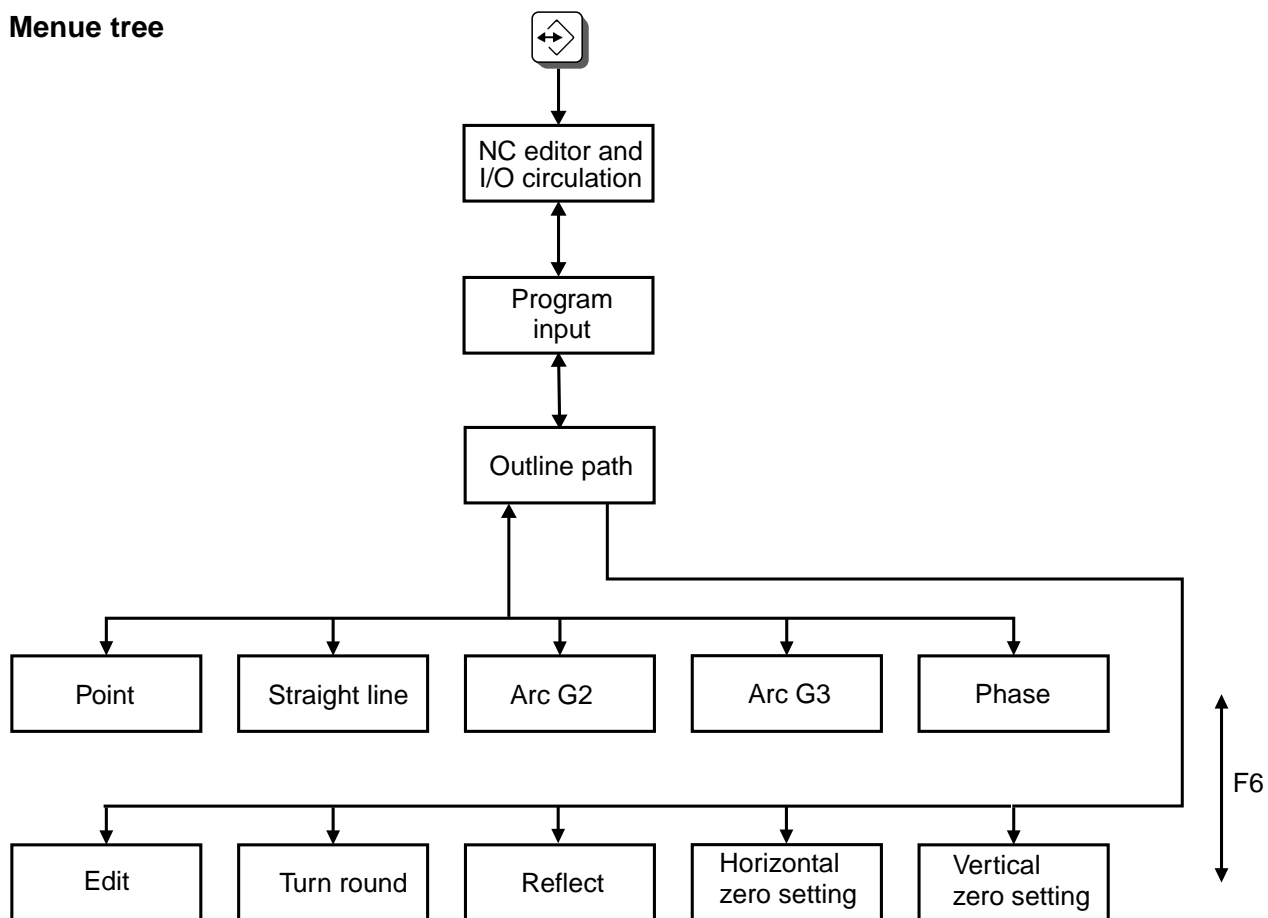 Menue tree
NC editor and
I/O circulation
Program
input
Outline path
Point
Straight line
Arc G2
Arc G3
Phase
F6
Edit
Turn round
Reflect
Horizontal
zero setting
Vertical
zero setting